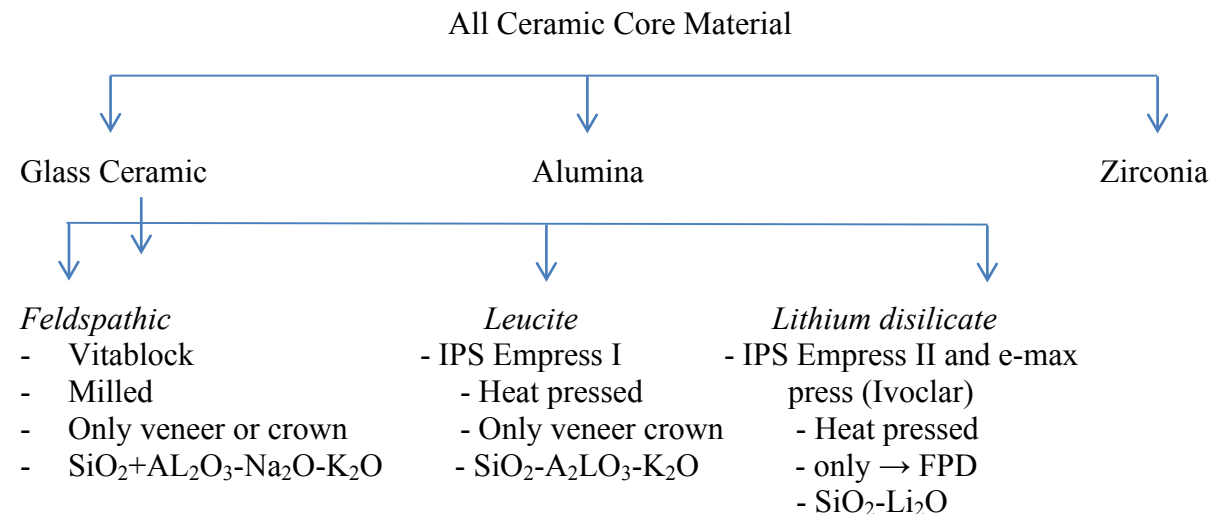 All Ceramic Core Material
Glass Ceramic Alumina Zirconia
Feldspathic
- Vitablock
- Milled
- Only veneer or crown
- SiO₂+AL₂O₃-Na₂O-K₂O
Leucite
- IPS Empress I
- Heat pressed
- Only veneer crown
- SiO₂-A₂LO₃-K₂O
Lithium disilicate
- IPS Empress II and e-max
press (Ivoclar)
- Heat pressed
- only → FPD
- SiO₂-Li₂O